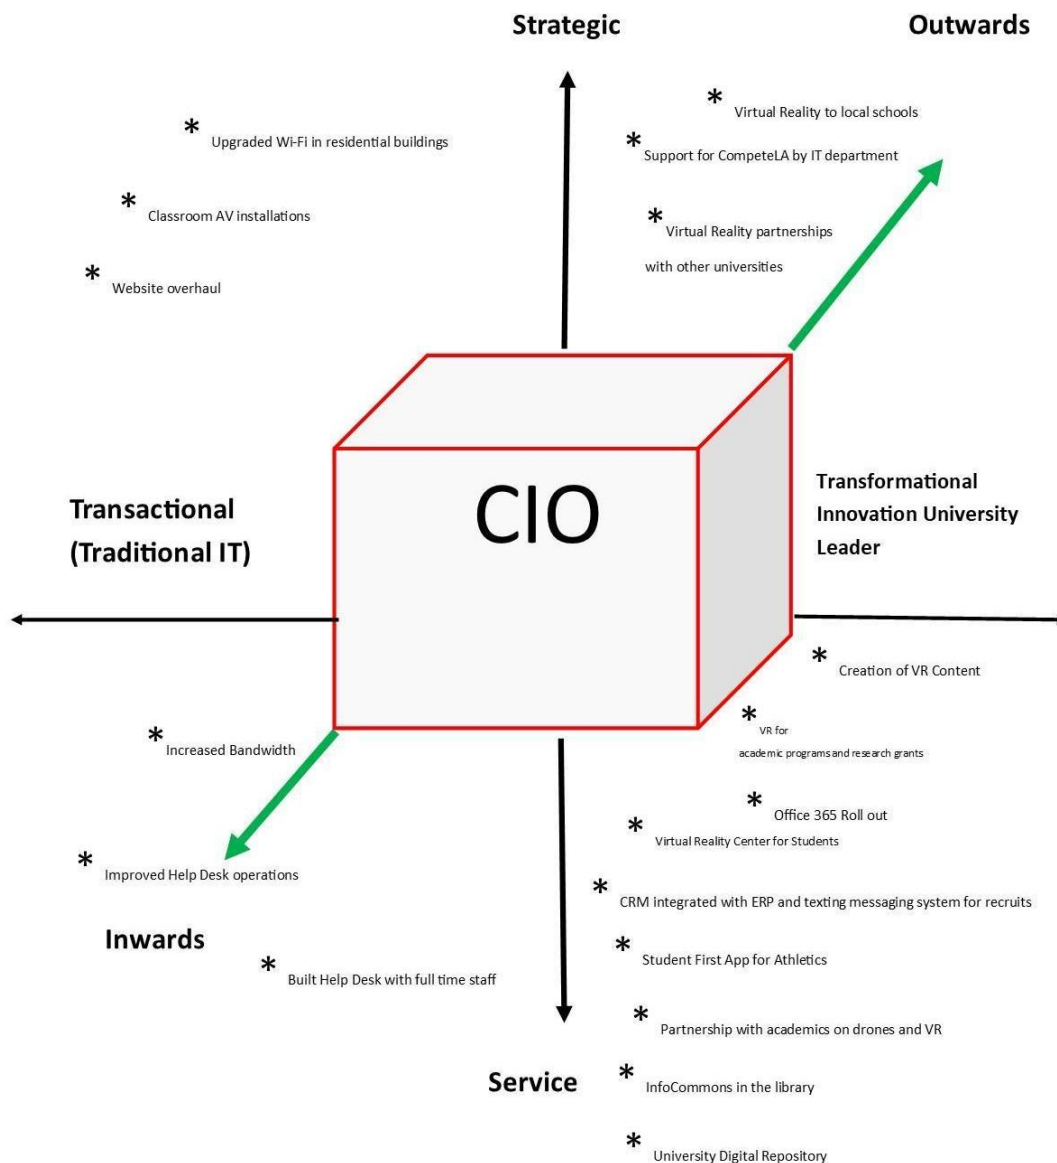 Strategic
Outwards
* Virtual Reality to local schools
* Upgraded Wi-Fi in residential buildings
* Support for CompeteLA by IT department
* Classroom AV installations
* Virtual Reality partnerships
with other universities
* Website overhaul
CIO
Transactional
(Traditional IT)
Transformational
Innovation University
Leader
* Creation of VR Content
* Increased Bandwidth
* VR for
academic programs and research grants
* Office 365 Roll out
* Virtual Reality Center for Students
* Improved Help Desk operations
* CRM integrated with ERP and texting messaging system for recruits
Inwards
* Student First App for Athletics
* Built Help Desk with full time staff
* Partnership with academics on drones and VR
Service
* InfoCommons in the library
* University Digital Repository